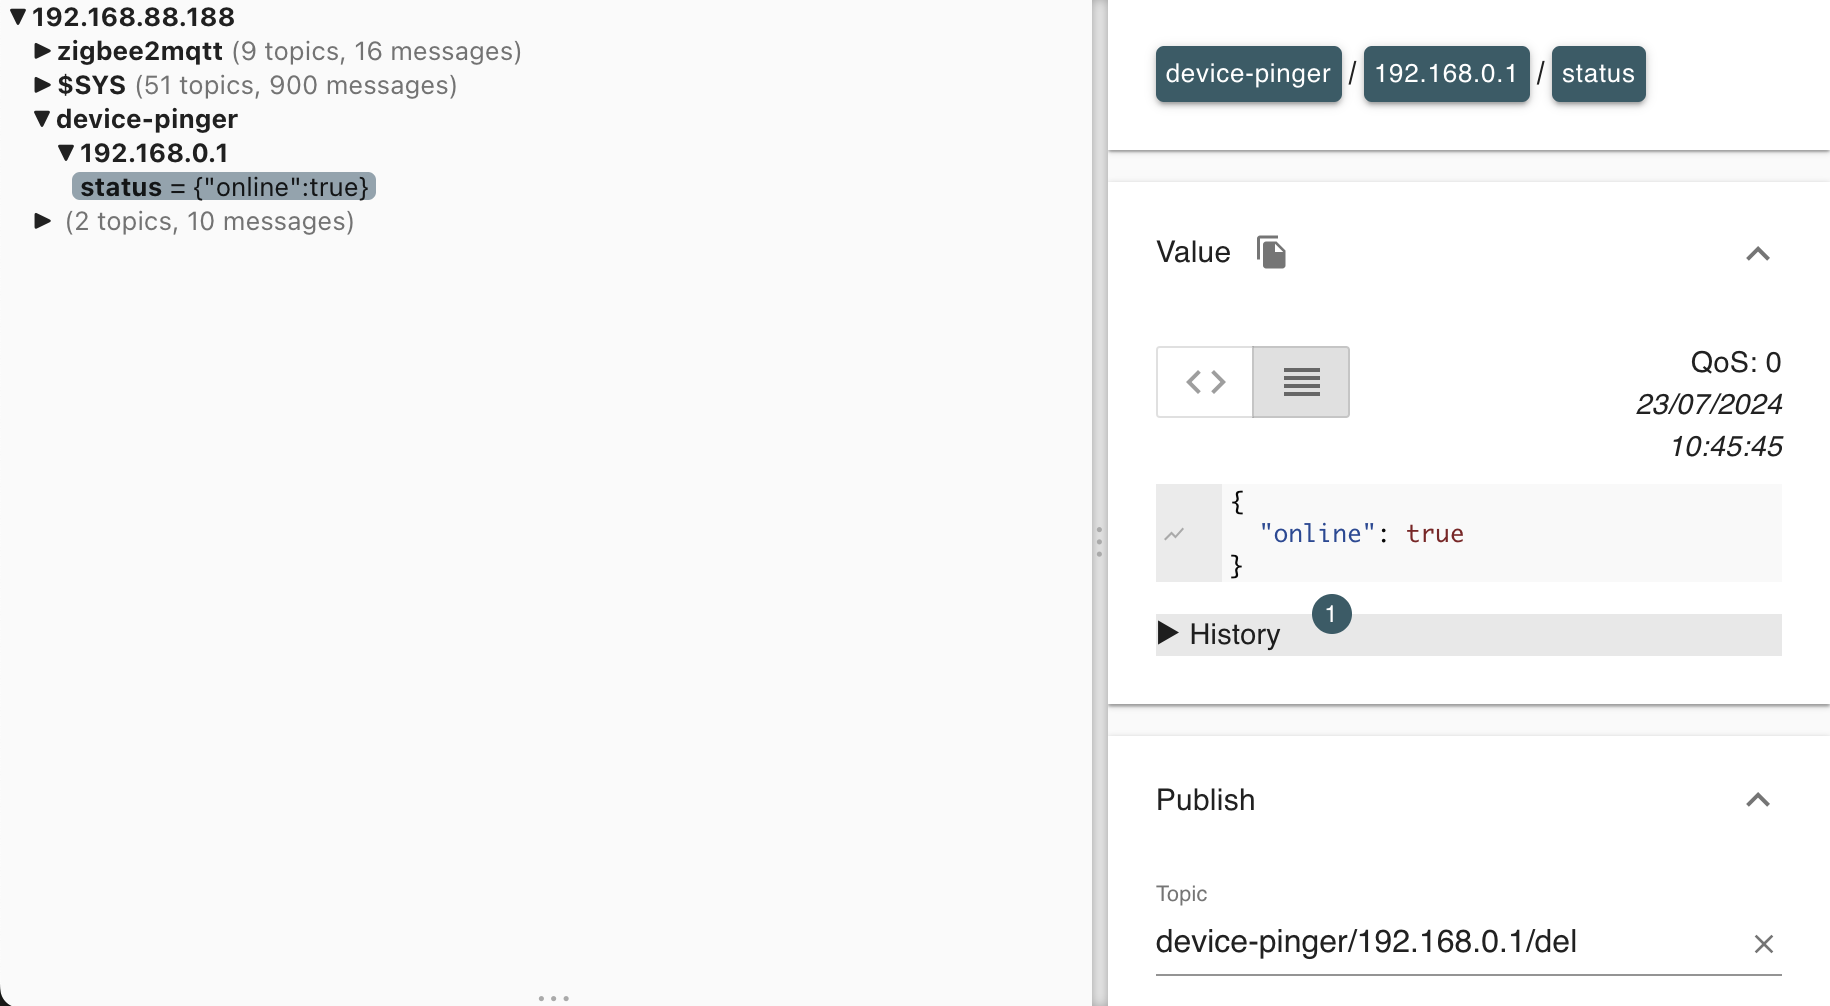 192.168.88.188
zigbee2mqtt (9 topics, 16 messages)
$SYS (51 topics, 900 messages)
device-pinger
192.168.0.1
status = {"online":true}
(2 topics, 10 messages)
device-pinger / 192.168.0.1 / status
Value
QoS: 0
23/07/2024
10:45:45
{
"online": true
}
History 1
Publish
Topic
device-pinger/192.168.0.1/del